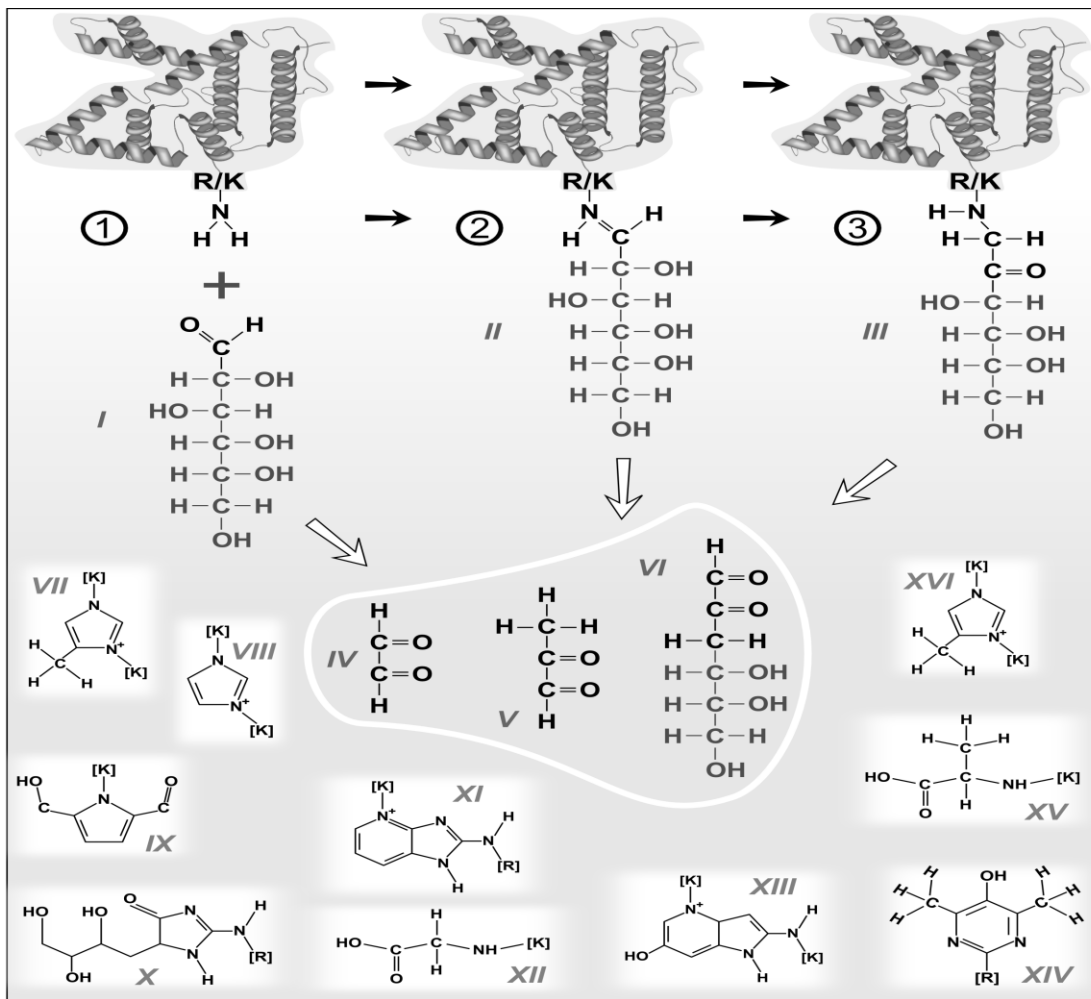 R/K R/K R/K
1 N H H
2 N H H C
3 H N
H C OH H C H
+ HO C H C O
O H II H C OH III HO C H
C H C OH H C OH
H C OH H C H H C OH
I HO C H OH H C H
H C OH OH
H C OH
H C H
OH
VII [K] N N+ [K] C H H H
VIII [K] N N+ [K]
IV H C O C O H
V H H C H C O C O H
VI H C O C O H C H H C OH H C OH H C H OH
XVI [K] N N+ [K] C H H H
IX HO C [K] N C O
XI [K] N+ N N H N H [R]
XV HO C O H C H H C H NH [K]
X HO HO OH O N N H N H [R]
XII HO C O H C H NH [K]
XIII [K] N+ HO N H N H [K]
XIV H H H C OH C H H H N N [R]